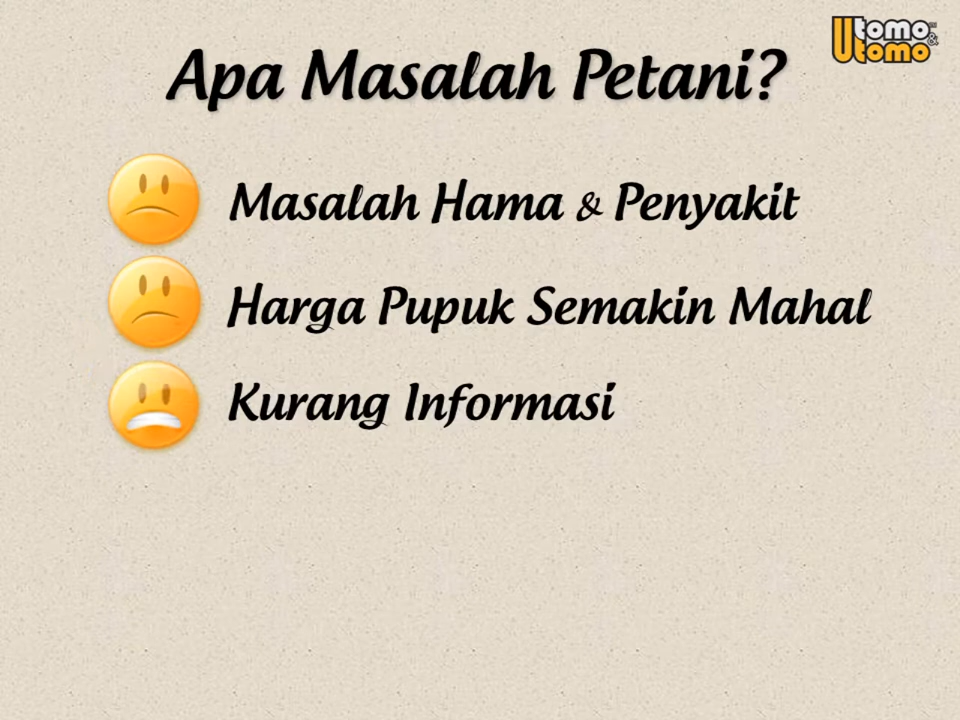 Apa Masalah Petani?
Utomo &
Utomo
Masalah Hama & Penyakit
Harga Pupuk Semakin Mahal
Kurang Informasi